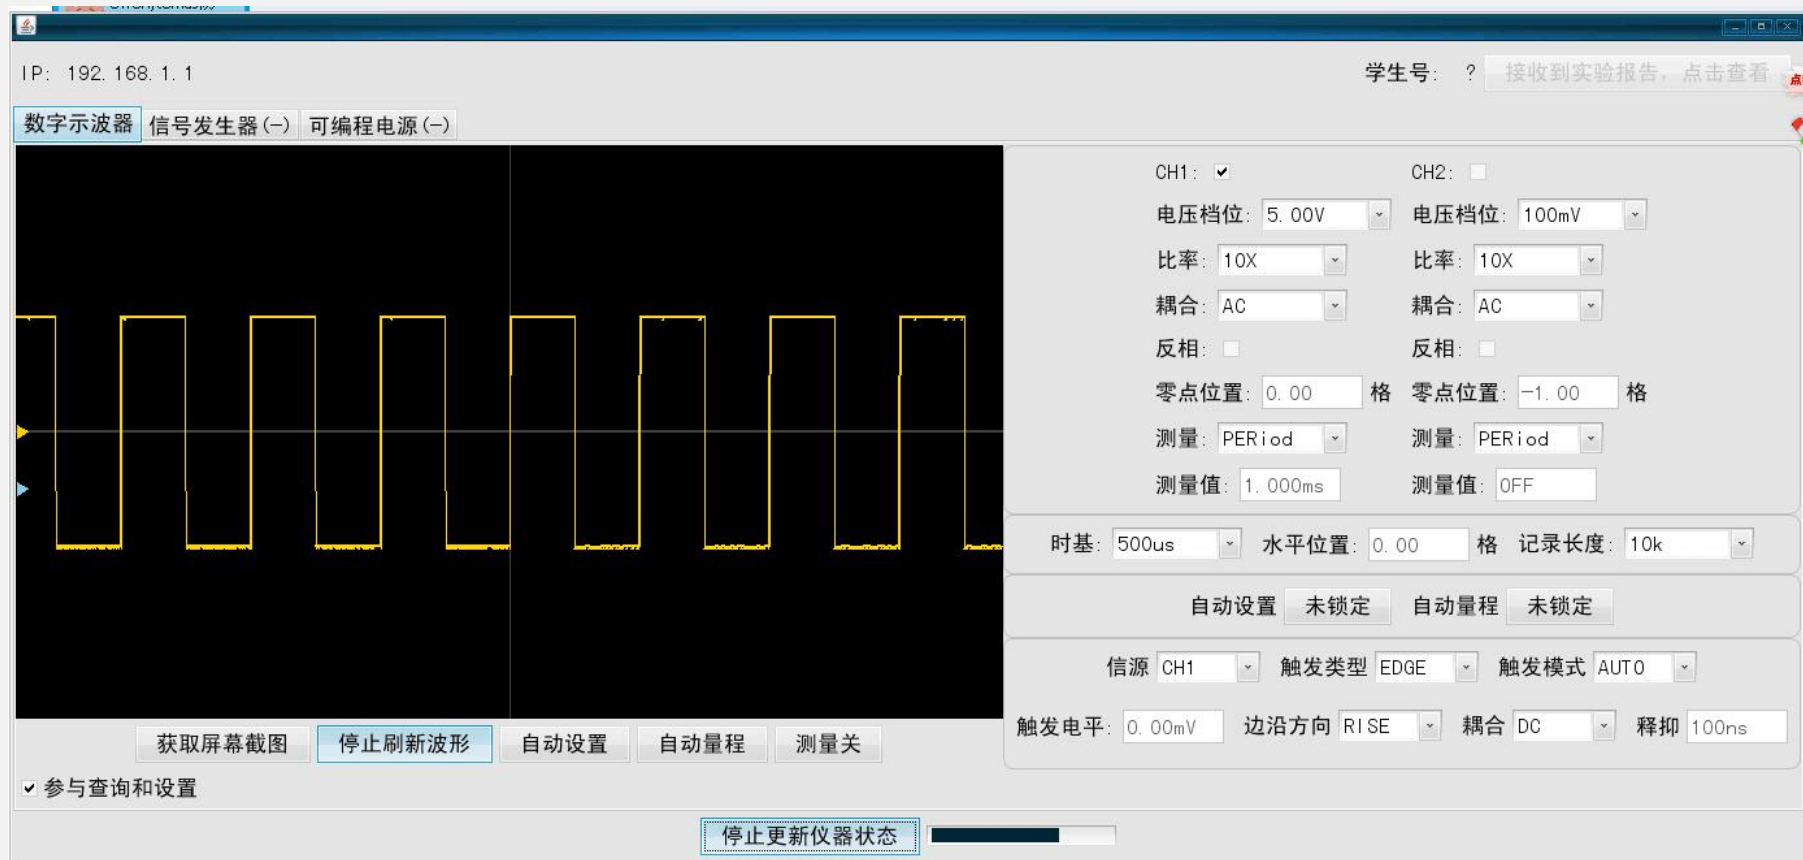 IP: 192.168.1.1
学生号: ? 接收到实验报告，点击查看
点
数字示波器 信号发生器(-) 可编程电源(-)
CH1: CH2:
电压档位: 5.00V 电压档位: 100mV
比率: 10X 比率: 10X
耦合: AC 耦合: AC
反相: 反相:
零点位置: 0.00 格 零点位置: -1.00 格
测量: PERiod 测量: PERiod
测量值: 1.000ms 测量值: OFF
时基: 500us 水平位置: 0.00 格 记录长度: 10k
自动设置 未锁定 自动量程 未锁定
信源 CH1 触发类型 EDGE 触发模式 AUTO
触发电平: 0.00mV 边沿方向 RISE 耦合 DC 释抑 100ns
获取屏幕截图 停止刷新波形 自动设置 自动量程 测量关
参与查询和设置
停止更新仪器状态